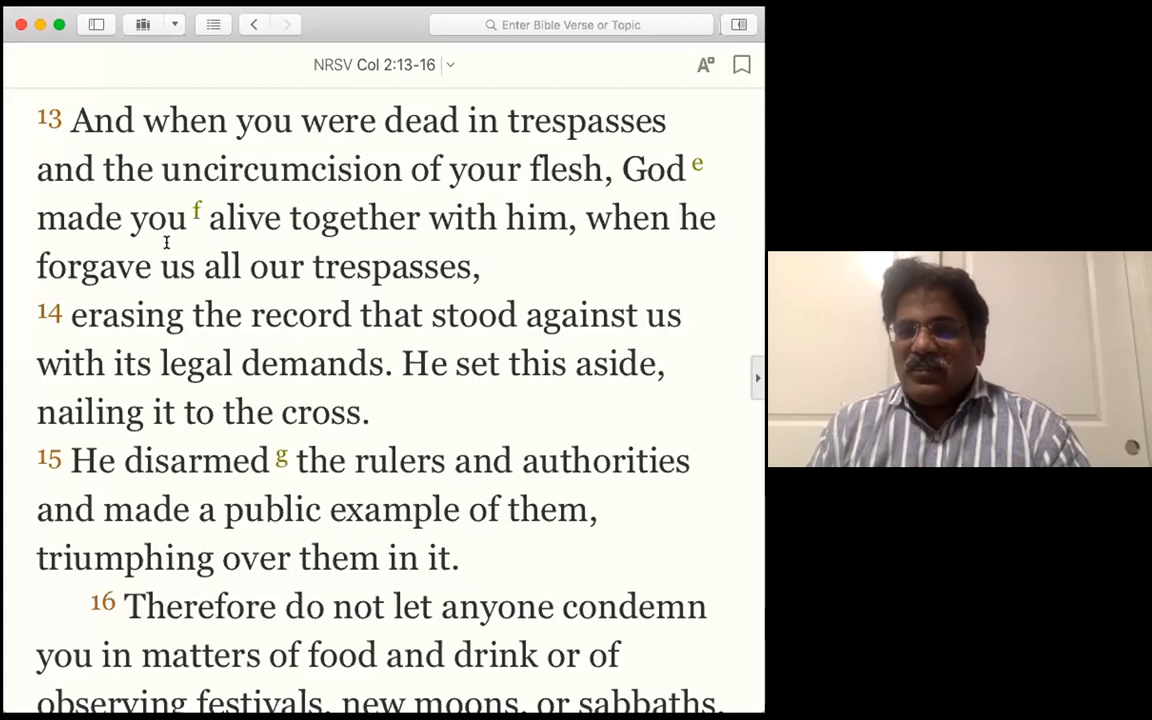 Enter Bible Verse or Topic
NRSV Col 2:13-16
13 And when you were dead in trespasses
and the uncircumcision of your flesh, God e
made you f alive together with him, when he
forgave us all our trespasses,
14 erasing the record that stood against us
with its legal demands. He set this aside,
nailing it to the cross.
15 He disarmed g the rulers and authorities
and made a public example of them,
triumphing over them in it.
16 Therefore do not let anyone condemn
you in matters of food and drink or of
observing festivals, new moons, or sabbaths.